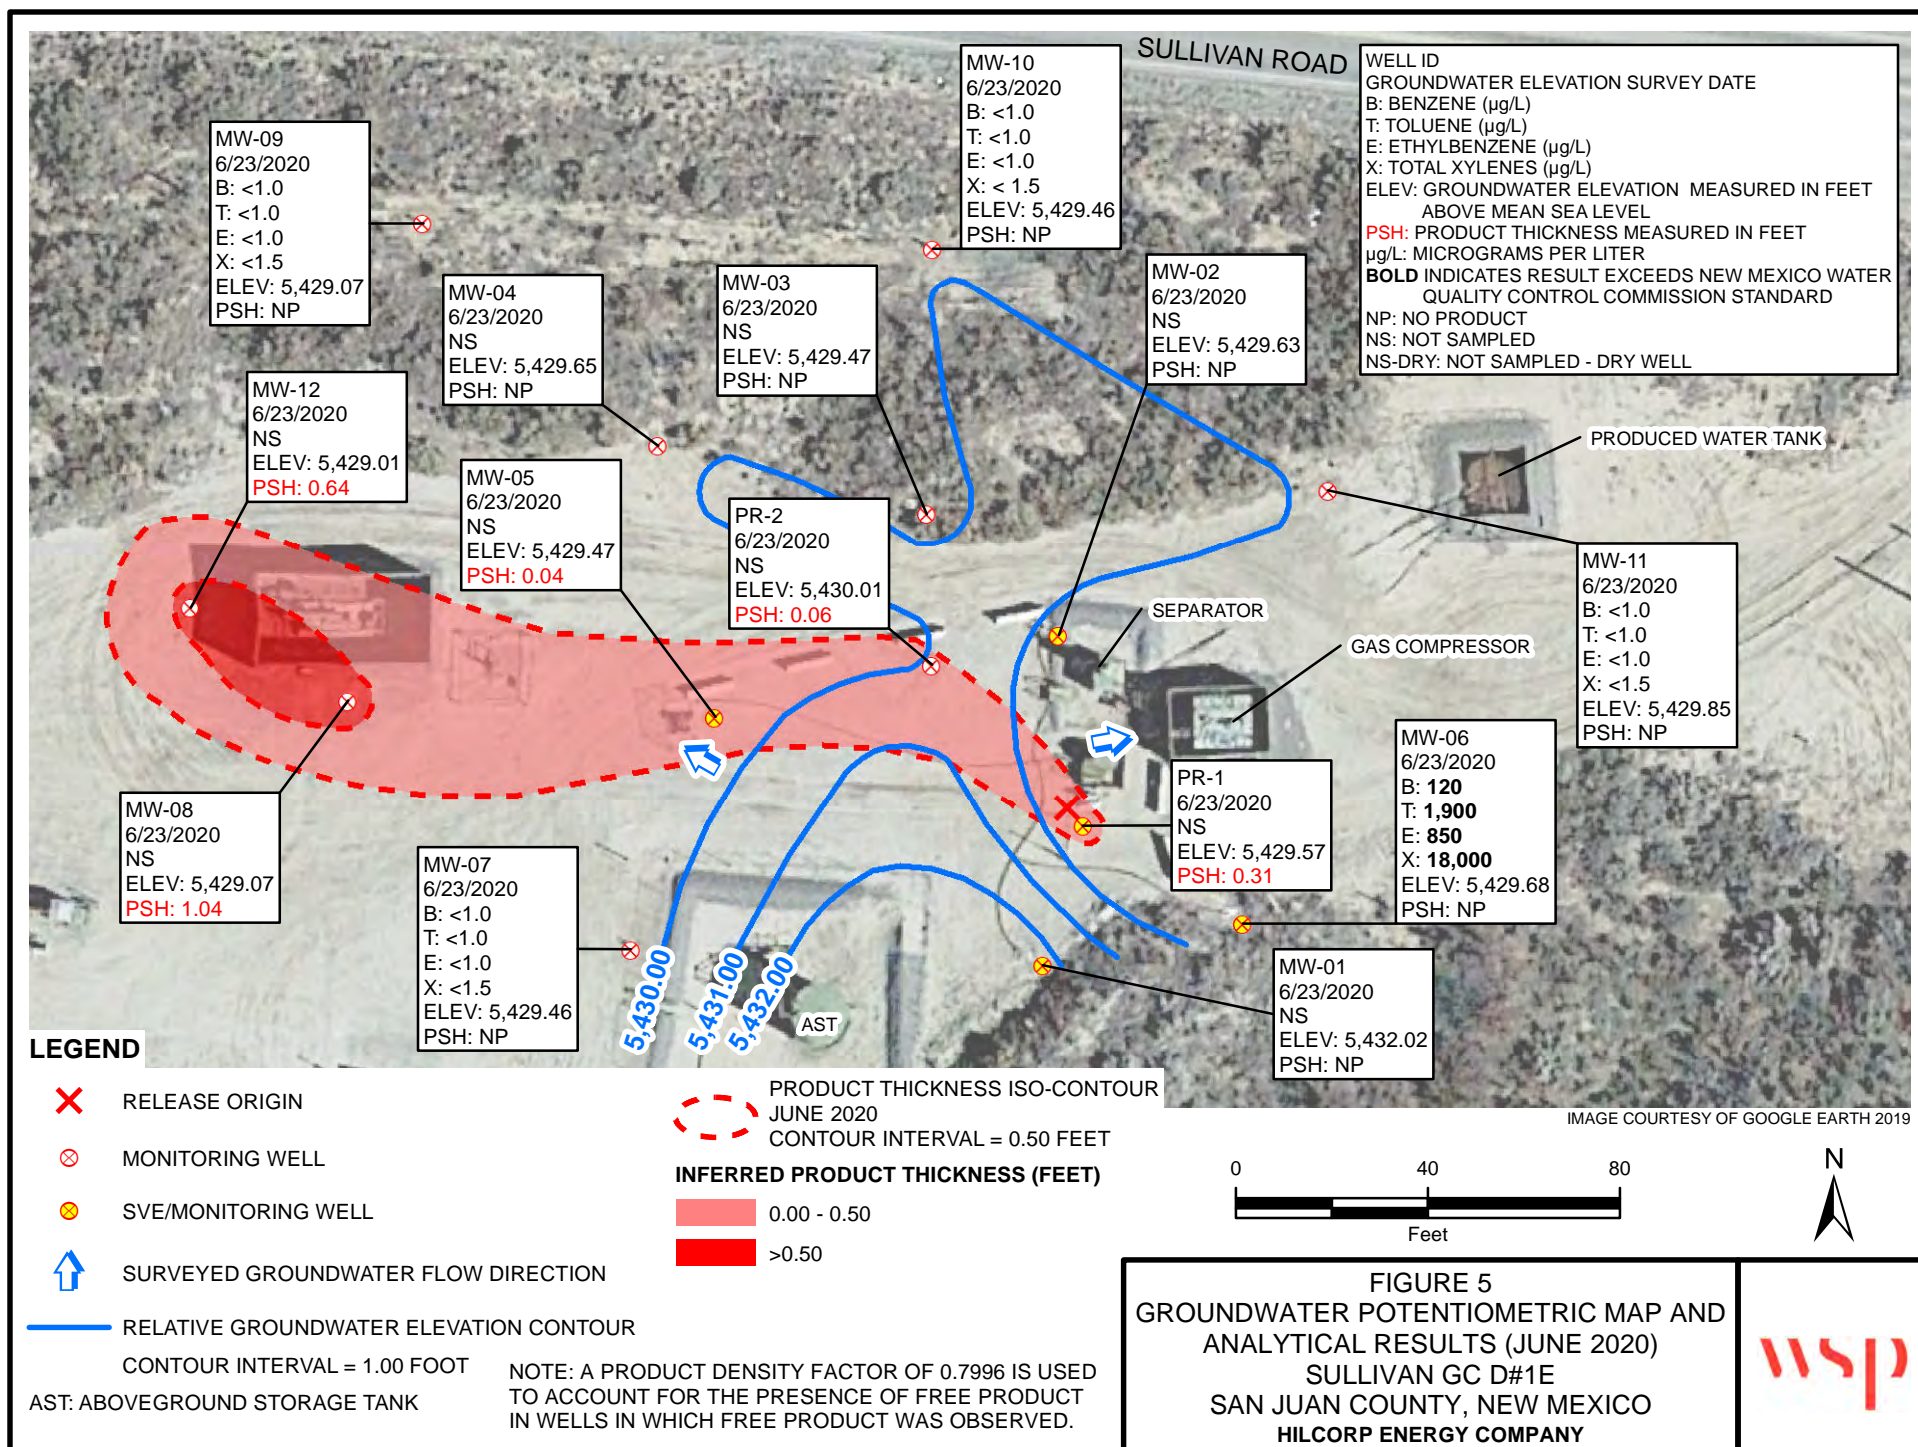 SULLIVAN ROAD
WELL ID
GROUNDWATER ELEVATION SURVEY DATE
B: BENZENE (µg/L)
T: TOLUENE (µg/L)
E: ETHYLBENZENE (µg/L)
X: TOTAL XYLENES (µg/L)
ELEV: GROUNDWATER ELEVATION MEASURED IN FEET
ABOVE MEAN SEA LEVEL
PSH: PRODUCT THICKNESS MEASURED IN FEET
µg/L: MICROGRAMS PER LITER
BOLD INDICATES RESULT EXCEEDS NEW MEXICO WATER
QUALITY CONTROL COMMISSION STANDARD
NP: NO PRODUCT
NS: NOT SAMPLED
NS-DRY: NOT SAMPLED - DRY WELL
MW-10
6/23/2020
B: <1.0
T: <1.0
E: <1.0
X: < 1.5
ELEV: 5,429.46
PSH: NP
MW-09
6/23/2020
B: <1.0
T: <1.0
E: <1.0
X: <1.5
ELEV: 5,429.07
PSH: NP
MW-04
6/23/2020
NS
ELEV: 5,429.65
PSH: NP
MW-03
6/23/2020
NS
ELEV: 5,429.47
PSH: NP
MW-02
6/23/2020
NS
ELEV: 5,429.63
PSH: NP
MW-12
6/23/2020
NS
ELEV: 5,429.01
PSH: 0.64
MW-05
6/23/2020
NS
ELEV: 5,429.47
PSH: 0.04
PR-2
6/23/2020
NS
ELEV: 5,430.01
PSH: 0.06
PRODUCED WATER TANK
SEPARATOR
GAS COMPRESSOR
MW-11
6/23/2020
B: <1.0
T: <1.0
E: <1.0
X: <1.5
ELEV: 5,429.85
PSH: NP
MW-06
6/23/2020
B: 120
T: 1,900
E: 850
X: 18,000
ELEV: 5,429.68
PSH: NP
PR-1
6/23/2020
NS
ELEV: 5,429.57
PSH: 0.31
MW-08
6/23/2020
NS
ELEV: 5,429.07
PSH: 1.04
MW-07
6/23/2020
B: <1.0
T: <1.0
E: <1.0
X: <1.5
ELEV: 5,429.46
PSH: NP
MW-01
6/23/2020
NS
ELEV: 5,432.02
PSH: NP
5,430.00
5,431.00
5,432.00
AST
IMAGE COURTESY OF GOOGLE EARTH 2019
LEGEND
RELEASE ORIGIN
MONITORING WELL
SVE/MONITORING WELL
SURVEYED GROUNDWATER FLOW DIRECTION
RELATIVE GROUNDWATER ELEVATION CONTOUR
CONTOUR INTERVAL = 1.00 FOOT
AST: ABOVEGROUND STORAGE TANK
PRODUCT THICKNESS ISO-CONTOUR
JUNE 2020
CONTOUR INTERVAL = 0.50 FEET
INFERRED PRODUCT THICKNESS (FEET)
0.00 - 0.50
>0.50
NOTE: A PRODUCT DENSITY FACTOR OF 0.7996 IS USED
TO ACCOUNT FOR THE PRESENCE OF FREE PRODUCT
IN WELLS IN WHICH FREE PRODUCT WAS OBSERVED.
0 40 80
Feet
N
FIGURE 5
GROUNDWATER POTENTIOMETRIC MAP AND
ANALYTICAL RESULTS (JUNE 2020)
SULLIVAN GC D#1E
SAN JUAN COUNTY, NEW MEXICO
HILCORP ENERGY COMPANY
wsp